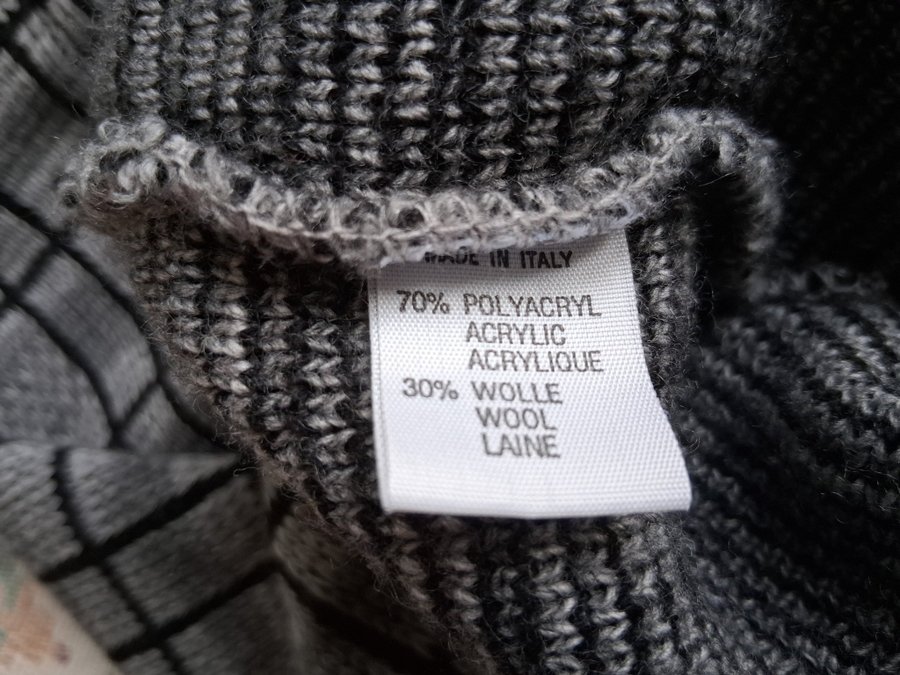 MADE IN ITALY
70% POLYACRYL
ACRYLIC
ACRYLIQUE
30% WOLLE
WOOL
LAINE